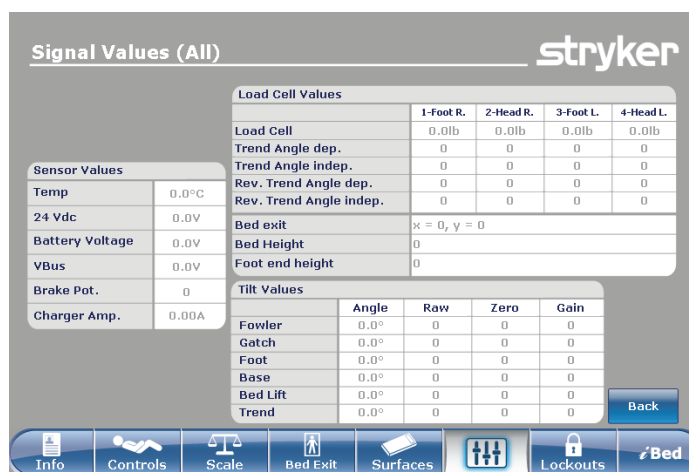 Signal Values (All)
stryker
Load Cell Values
1-Foot R. 2-Head R. 3-Foot L. 4-Head L.
Load Cell 0.0lb 0.0lb 0.0lb 0.0lb
Trend Angle dep. 0 0 0 0
Trend Angle indep. 0 0 0 0
Rev. Trend Angle dep. 0 0 0 0
Rev. Trend Angle indep. 0 0 0 0
Bed exit x = 0, y = 0
Bed Height 0
Foot end height 0
Sensor Values
Temp 0.0°C
24 Vdc 0.0V
Battery Voltage 0.0V
VBus 0.0V
Brake Pot. 0
Charger Amp. 0.00A
Tilt Values
Angle Raw Zero Gain
Fowler 0.0° 0 0 0
Gatch 0.0° 0 0 0
Foot 0.0° 0 0 0
Base 0.0° 0 0 0
Bed Lift 0.0° 0 0 0
Trend 0.0° 0 0 0
Back
Info Controls Scale Bed Exit Surfaces Lockouts iBed